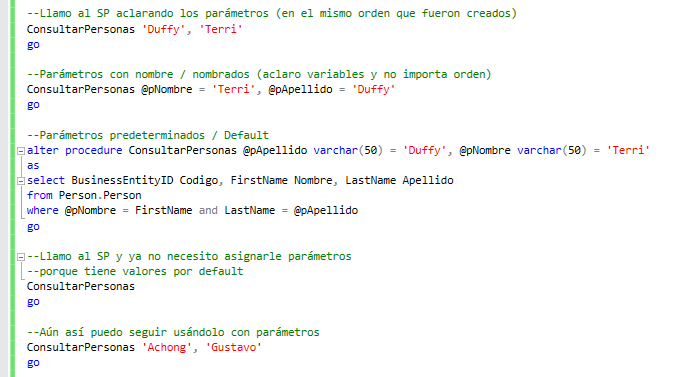 --Llamo al SP aclarando los parámetros (en el mismo orden que fueron creados)
ConsultarPersonas 'Duffy', 'Terri'
go
--Parámetros con nombre / nombrados (aclaro variables y no importa orden)
ConsultarPersonas @pNombre = 'Terri', @pApellido = 'Duffy'
go
--Parámetros predeterminados / Default
alter procedure ConsultarPersonas @pApellido varchar(50) = 'Duffy', @pNombre varchar(50) = 'Terri'
as
select BusinessEntityID Codigo, FirstName Nombre, LastName Apellido
from Person.Person
where @pNombre = FirstName and LastName = @pApellido
go
--Llamo al SP y ya no necesito asignarle parámetros
--porque tiene valores por default
ConsultarPersonas
go
--Aún así puedo seguir usándolo con parámetros
ConsultarPersonas 'Achong', 'Gustavo'
go